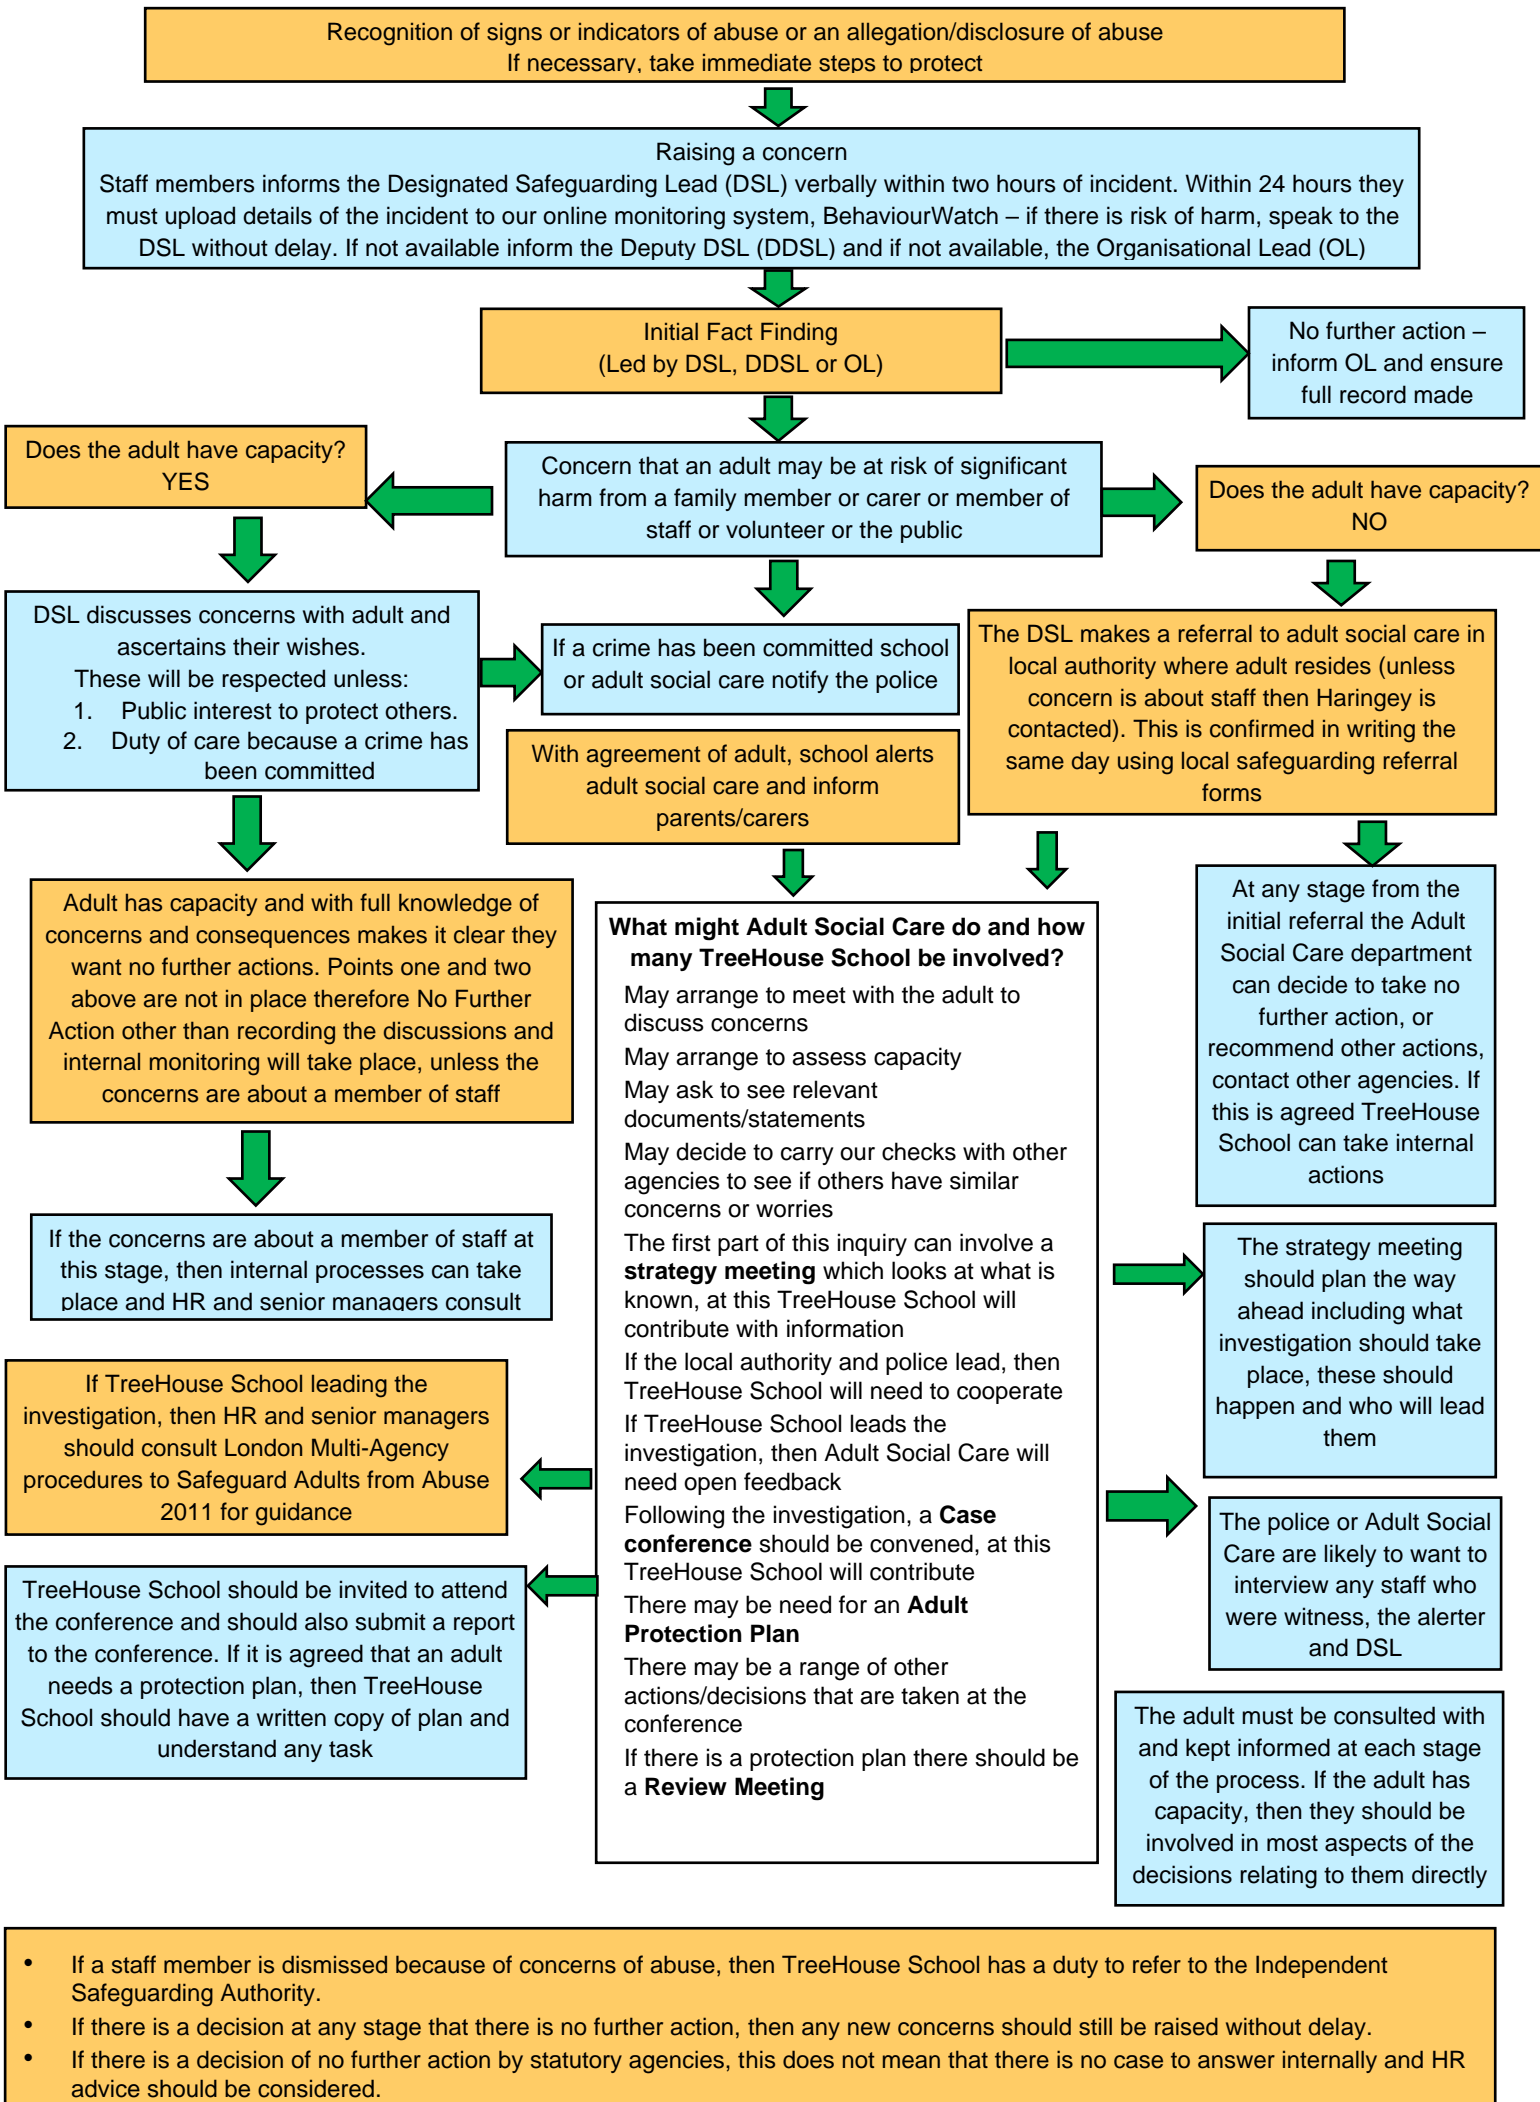 Recognition of signs or indicators of abuse or an allegation/disclosure of abuse
If necessary, take immediate steps to protect
Raising a concern
Staff members informs the Designated Safeguarding Lead (DSL) verbally within two hours of incident. Within 24 hours they
must upload details of the incident to our online monitoring system, BehaviourWatch – if there is risk of harm, speak to the
DSL without delay. If not available inform the Deputy DSL (DDSL) and if not available, the Organisational Lead (OL)
Initial Fact Finding
(Led by DSL, DDSL or OL)
No further action –
inform OL and ensure
full record made
Does the adult have capacity?
YES
Concern that an adult may be at risk of significant
harm from a family member or carer or member of
staff or volunteer or the public
Does the adult have capacity?
NO
DSL discusses concerns with adult and
ascertains their wishes.
These will be respected unless:
1. Public interest to protect others.
2. Duty of care because a crime has
been committed
If a crime has been committed school
or adult social care notify the police
The DSL makes a referral to adult social care in
local authority where adult resides (unless
concern is about staff then Haringey is
contacted). This is confirmed in writing the
same day using local safeguarding referral
forms
With agreement of adult, school alerts
adult social care and inform
parents/carers
Adult has capacity and with full knowledge of
concerns and consequences makes it clear they
want no further actions. Points one and two
above are not in place therefore No Further
Action other than recording the discussions and
internal monitoring will take place, unless the
concerns are about a member of staff
If the concerns are about a member of staff at
this stage, then internal processes can take
place and HR and senior managers consult
If TreeHouse School leading the
investigation, then HR and senior managers
should consult London Multi-Agency
procedures to Safeguard Adults from Abuse
2011 for guidance
TreeHouse School should be invited to attend
the conference and should also submit a report
to the conference. If it is agreed that an adult
needs a protection plan, then TreeHouse
School should have a written copy of plan and
understand any task
What might Adult Social Care do and how
many TreeHouse School be involved?
May arrange to meet with the adult to
discuss concerns
May arrange to assess capacity
May ask to see relevant
documents/statements
May decide to carry our checks with other
agencies to see if others have similar
concerns or worries
The first part of this inquiry can involve a
strategy meeting which looks at what is
known, at this TreeHouse School will
contribute with information
If the local authority and police lead, then
TreeHouse School will need to cooperate
If TreeHouse School leads the
investigation, then Adult Social Care will
need open feedback
Following the investigation, a Case
conference should be convened, at this
TreeHouse School will contribute
There may be need for an Adult
Protection Plan
There may be a range of other
actions/decisions that are taken at the
conference
If there is a protection plan there should be
a Review Meeting
At any stage from the
initial referral the Adult
Social Care department
can decide to take no
further action, or
recommend other actions,
contact other agencies. If
this is agreed TreeHouse
School can take internal
actions
The strategy meeting
should plan the way
ahead including what
investigation should take
place, these should
happen and who will lead
them
The police or Adult Social
Care are likely to want to
interview any staff who
were witness, the alerter
and DSL
The adult must be consulted with
and kept informed at each stage
of the process. If the adult has
capacity, then they should be
involved in most aspects of the
decisions relating to them directly
• If a staff member is dismissed because of concerns of abuse, then TreeHouse School has a duty to refer to the Independent
Safeguarding Authority.
• If there is a decision at any stage that there is no further action, then any new concerns should still be raised without delay.
• If there is a decision of no further action by statutory agencies, this does not mean that there is no case to answer internally and HR
advice should be considered.